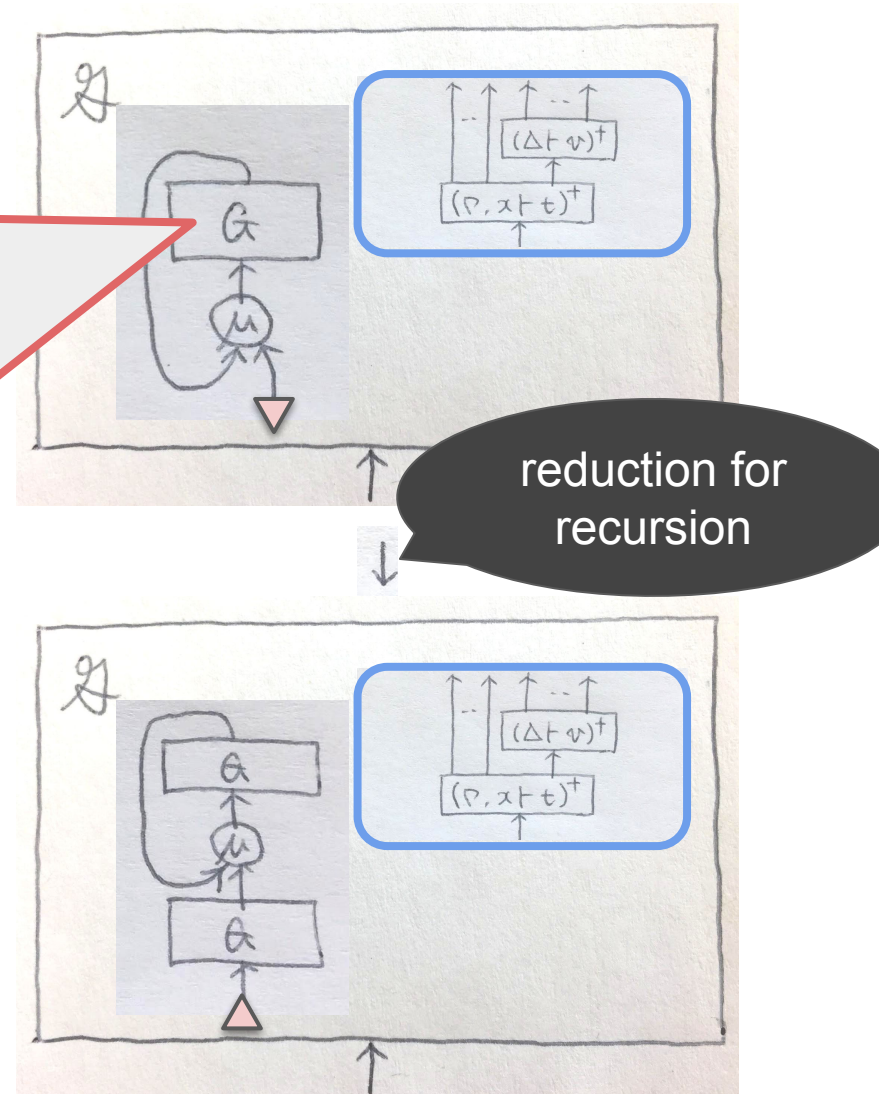 G
(Δ ⊢ v)†
G
(Γ, x ⊢ t)†
μ
reduction for
recursion
G
(Δ ⊢ v)†
G
(Γ, x ⊢ t)†
μ
G